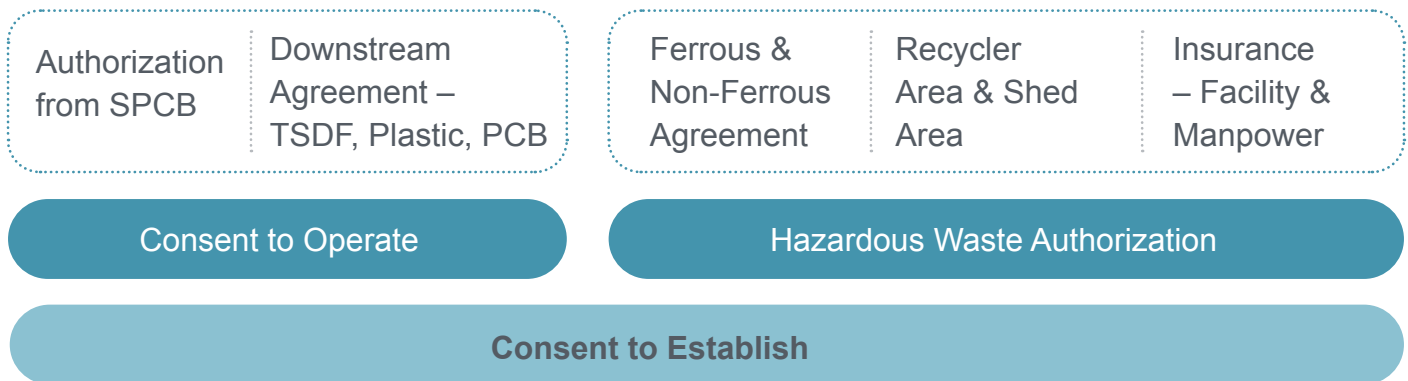 Authorization
from SPCB
Downstream
Agreement –
TSDF, Plastic, PCB
Ferrous &
Non-Ferrous
Agreement
Recycler
Area & Shed
Area
Insurance
– Facility &
Manpower
Consent to Operate
Hazardous Waste Authorization
Consent to Establish